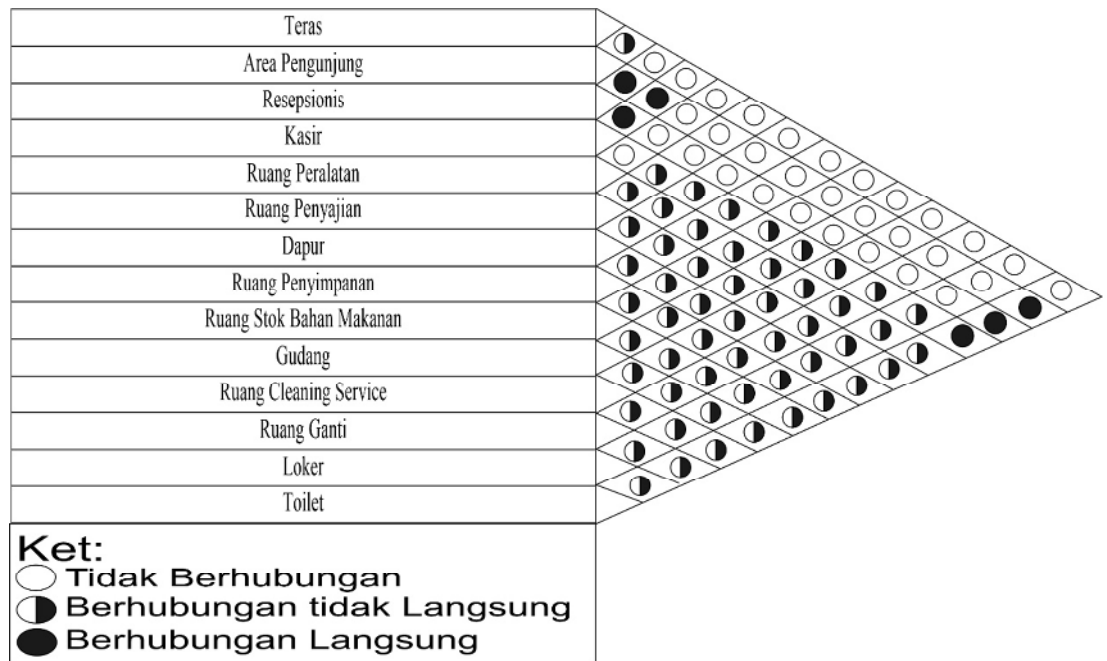 Teras
Area Pengunjung
Resepsionis
Kasir
Ruang Peralatan
Ruang Penyajian
Dapur
Ruang Penyimpanan
Ruang Stok Bahan Makanan
Gudang
Ruang Cleaning Service
Ruang Ganti
Loker
Toilet
Ket:
Tidak Berhubungan
Berhubungan tidak Langsung
Berhubungan Langsung